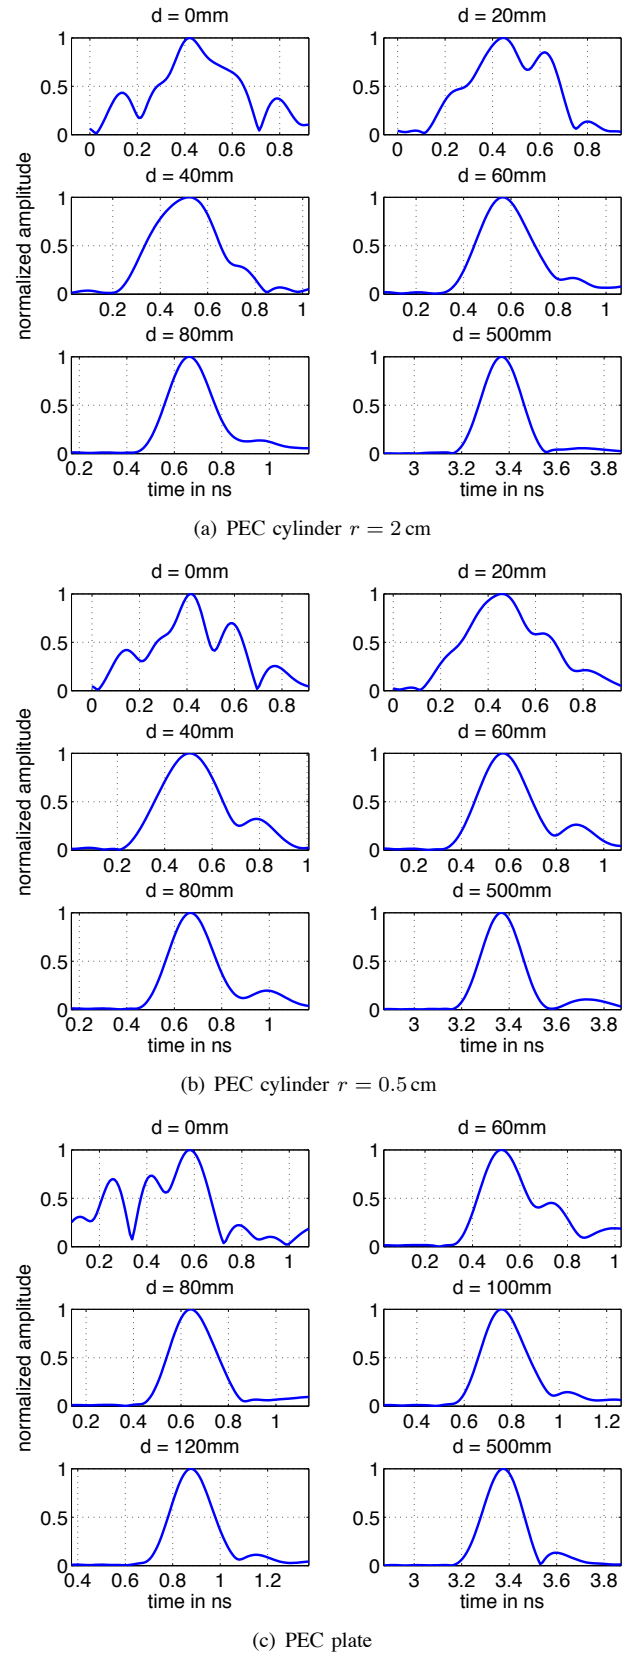 d = 0mm
d = 20mm
1
0.5
0
0 0.2 0.4 0.6 0.8
1
0.5
0
0 0.2 0.4 0.6 0.8
normalized amplitude
d = 40mm
d = 60mm
1
0.5
0
0.2 0.4 0.6 0.8 1
1
0.5
0
0.2 0.4 0.6 0.8 1
d = 80mm
d = 500mm
1
0.5
0
0.2 0.4 0.6 0.8 1
time in ns
1
0.5
0
3 3.2 3.4 3.6 3.8
time in ns
(a) PEC cylinder r = 2 cm
d = 0mm
d = 20mm
1
0.5
0
0 0.2 0.4 0.6 0.8
1
0.5
0
0 0.2 0.4 0.6 0.8
normalized amplitude
d = 40mm
d = 60mm
1
0.5
0
0.2 0.4 0.6 0.8 1
1
0.5
0
0.2 0.4 0.6 0.8 1
d = 80mm
d = 500mm
1
0.5
0
0.2 0.4 0.6 0.8 1
time in ns
1
0.5
0
3 3.2 3.4 3.6 3.8
time in ns
(b) PEC cylinder r = 0.5 cm
d = 0mm
d = 60mm
1
0.5
0
0.2 0.4 0.6 0.8 1
1
0.5
0
0.2 0.4 0.6 0.8 1
normalized amplitude
d = 80mm
d = 100mm
1
0.5
0
0.2 0.4 0.6 0.8 1
1
0.5
0
0.4 0.6 0.8 1 1.2
d = 120mm
d = 500mm
1
0.5
0
0.4 0.6 0.8 1 1.2
time in ns
1
0.5
0
3 3.2 3.4 3.6 3.8
time in ns
(c) PEC plate